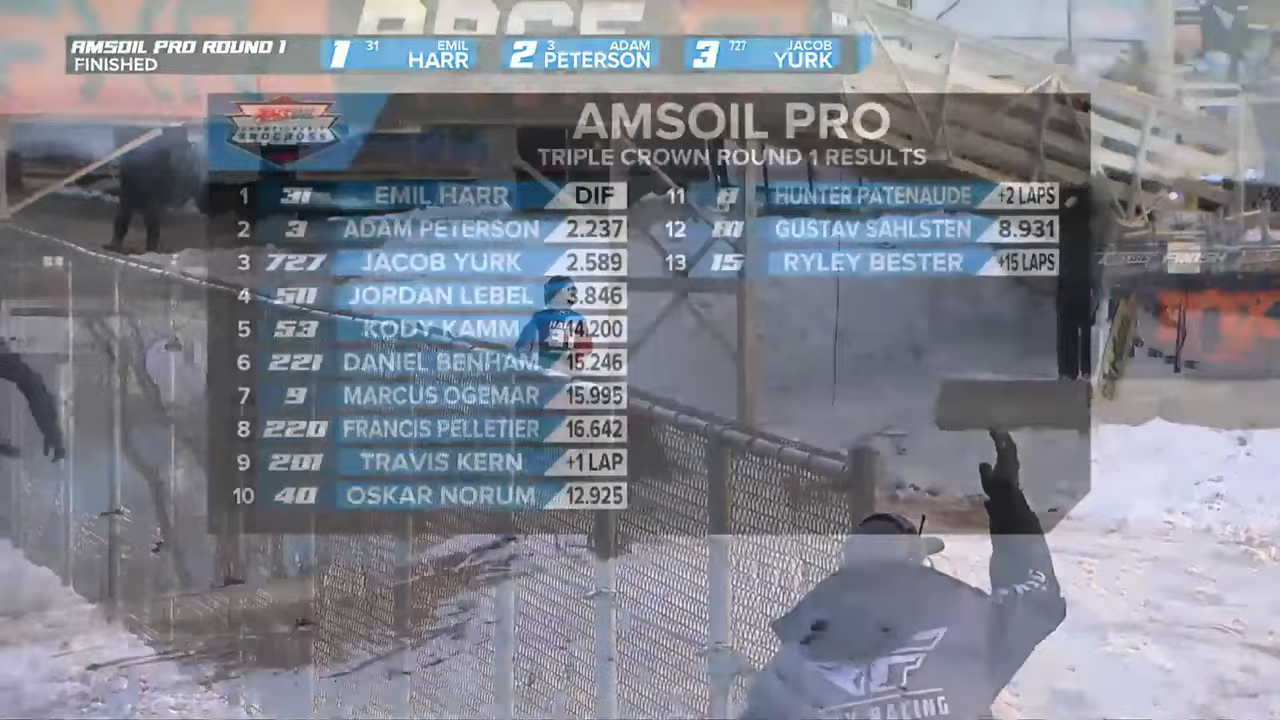 AMSOIL PRO ROUND 1
FINISHED
1 31 EMIL HARR
2 3 ADAM PETERSON
3 727 JACOB YURK
AMSOIL PRO
TRIPLE CROWN ROUND 1 RESULTS
1 31 EMIL HARR DIF
2 3 ADAM PETERSON 2.237
3 727 JACOB YURK 2.589
4 511 JORDAN LEBEL 3.846
5 53 KODY KAMM 14.200
6 221 DANIEL BENHAM 15.246
7 9 MARCUS OGEMAR 15.995
8 220 FRANCIS PELLETIER 16.642
9 201 TRAVIS KERN +1 LAP
10 40 OSKAR NORUM 12.925
11 HUNTER PATENAUDE +2 LAPS
12 GUSTAV SAHLSTEN 8.931
13 15 RYLEY BESTER +15 LAPS
RACING